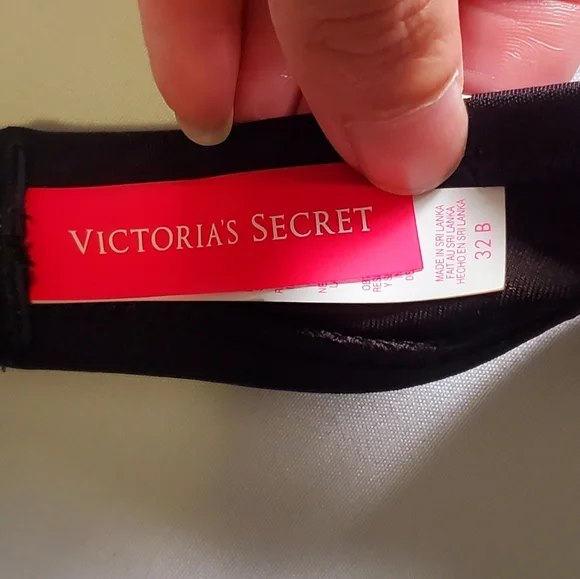 VICTORIA'S SECRET
MADE IN SRI LANKA
FAIT AU SRI LANKA
HECHO EN SRI LANKA
32 B